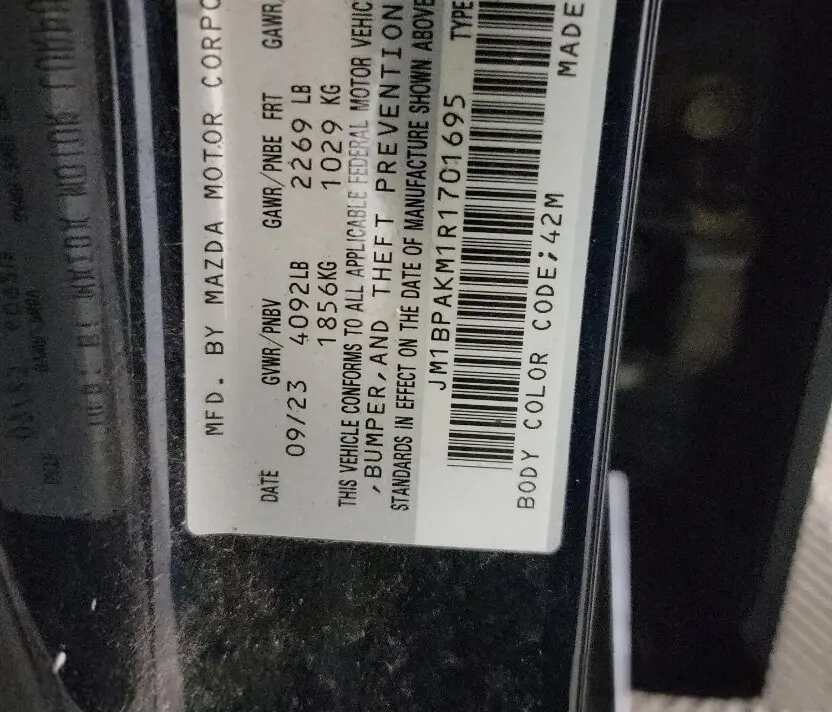 MFD. BY MAZDA MOTOR CORPO
DATE GVWR/PNBV GAWR/PNBE FRT GAWR
09/23 4092LB 2269 LB
1856KG 1029 KG
THIS VEHICLE CONFORMS TO ALL APPLICABLE FEDERAL MOTOR VEHIC
,BUMPER,AND THEFT PREVENTION
STANDARDS IN EFFECT ON THE DATE OF MANUFACTURE SHOWN ABOVE
JM1BPAKM1R1701695 TYPE
BODY COLOR CODE;42M MADE